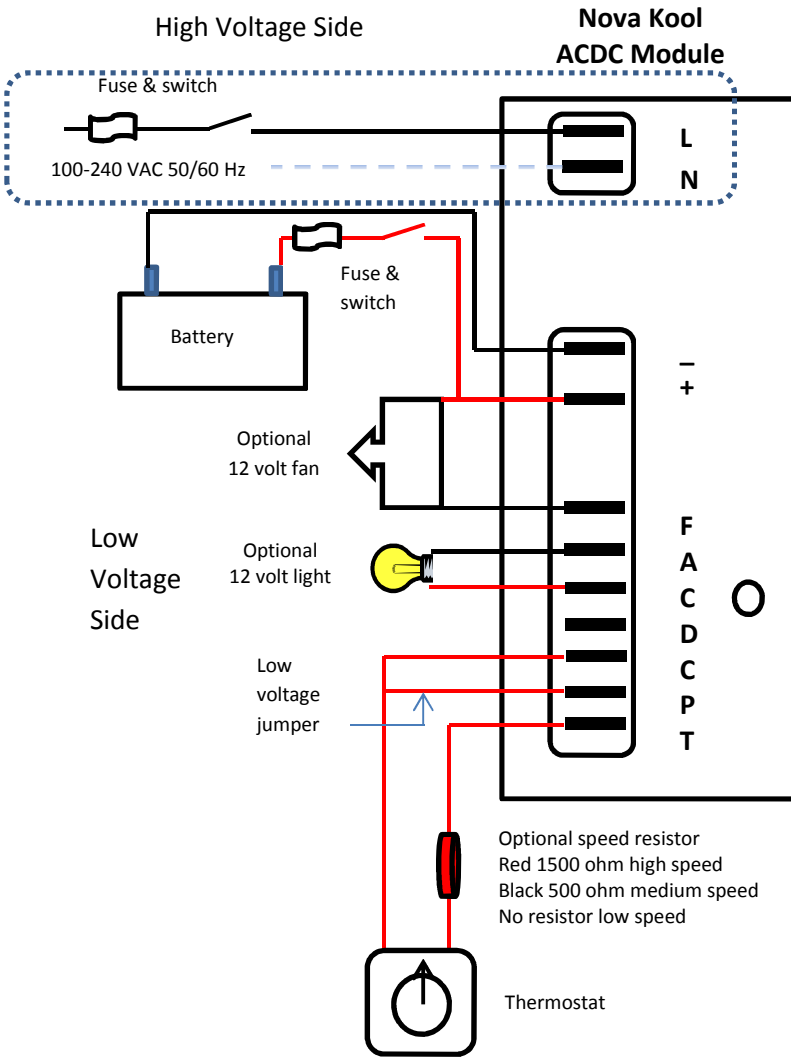 High Voltage Side
Nova Kool
ACDC Module
Fuse & switch
L
100-240 VAC 50/60 Hz
N
Fuse &
switch
Battery
–
+
Optional
12 volt fan
F
Low
Voltage
Side
Optional
12 volt light
A
C
D
Low
voltage
jumper
C
P
T
Optional speed resistor
Red 1500 ohm high speed
Black 500 ohm medium speed
No resistor low speed
Thermostat